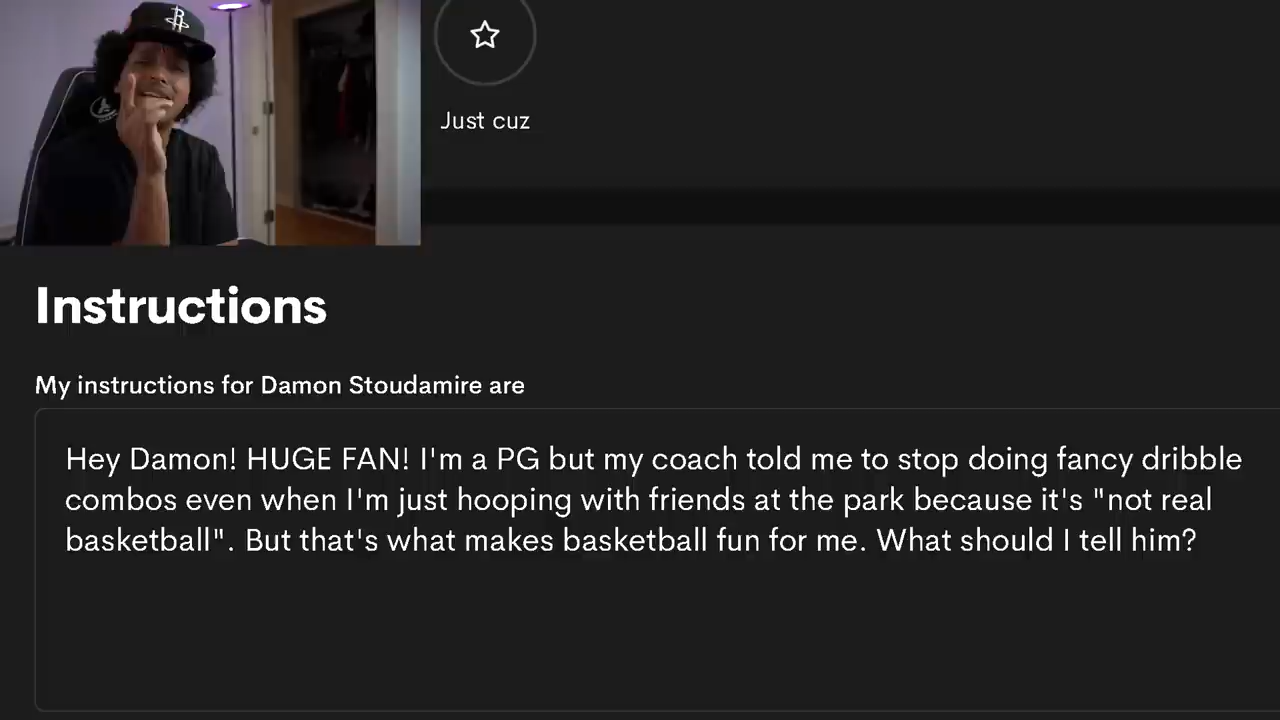 Just cuz
Instructions
My instructions for Damon Stoudamire are
Hey Damon! HUGE FAN! I'm a PG but my coach told me to stop doing fancy dribble
combos even when I'm just hooping with friends at the park because it's "not real
basketball". But that's what makes basketball fun for me. What should I tell him?